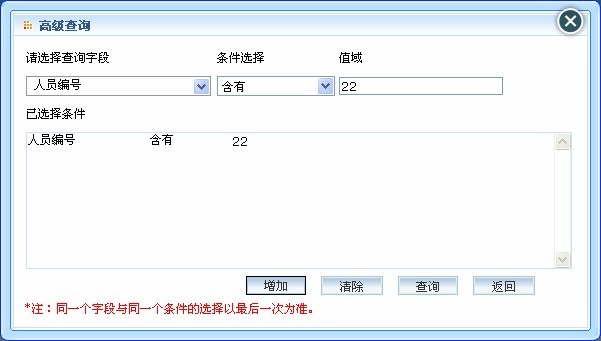 高级查询
请选择查询字段 条件选择 值域
人员编号 含有 22
已选择条件
人员编号 含有 22
增加 清除 查询 返回
*注：同一个字段与同一个条件的选择以最后一次为准。